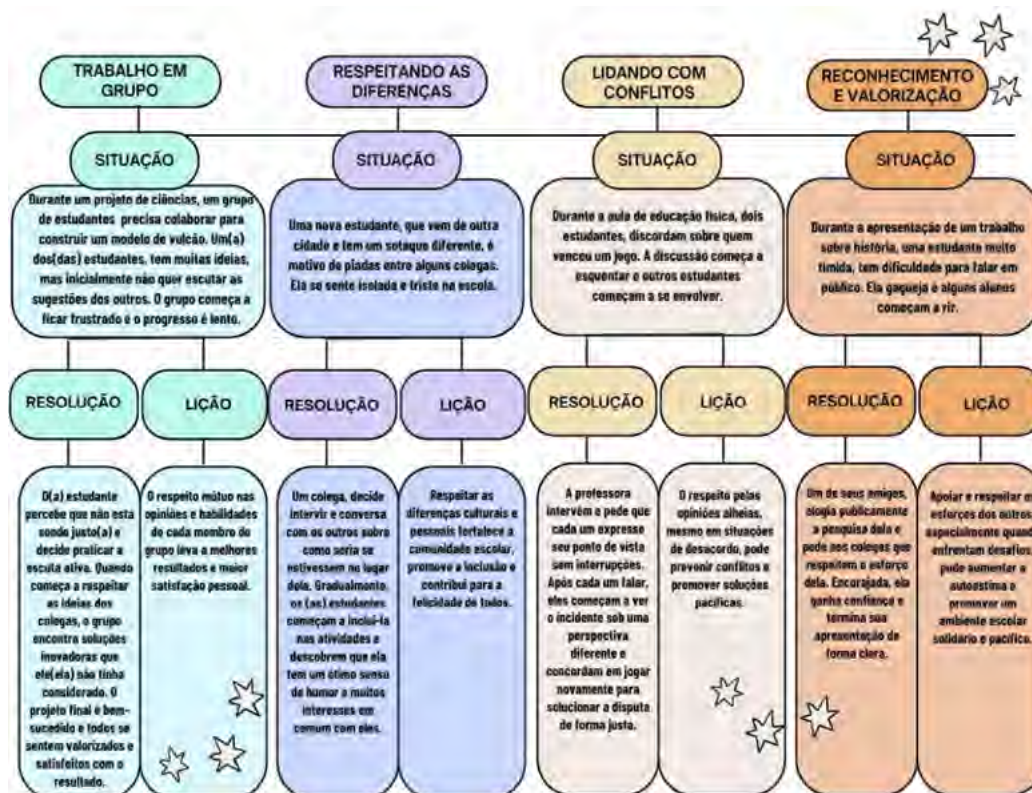 TRABALHO EM
GRUPO
SITUAÇÃO
Durante um projeto de ciências, um grupo
de estudantes precisa colaborar para
construir um modelo de vulcão. Um(a)
dos(das) estudantes, tem muitas ideias,
mas inicialmente não quer escutar as
sugestões dos outros. O grupo começa a
ficar frustrado e o progresso é lento.
RESOLUÇÃO
O(a) estudante
percebe que não esta
sendo justo(a) e
decide praticar a
escuta ativa. Quando
começa a respeitar
as ideias dos
colegas, o grupo
encontra soluções
inovadoras que
ele(ela) não tinha
considerado. O
projeto final é bem-
sucedido e todos se
sentem valorizados e
satisfeitos com o
resultado.
LIÇÃO
O respeito mútuo nas
opiniões e habilidades
de cada membro do
grupo leva a melhores
resultados e maior
satisfação pessoal.
RESPEITANDO AS
DIFERENÇAS
SITUAÇÃO
Uma nova estudante, que vem de outra
cidade e tem um sotaque diferente, é
motivo de piadas entre alguns colegas.
Ela se sente isolada e triste na escola.
RESOLUÇÃO
Um colega, decide
intervir e conversa
com os outros sobre
como seria se
estivessem no lugar
dela. Gradualmente,
os (as) estudantes
começam a incluí-la
nas atividades e
descobrem que ela
tem um ótimo senso
de humor e muitos
interesses em
comum com eles.
LIÇÃO
Respeitar as
diferenças culturais e
pessoais fortalece a
comunidade escolar,
promove a inclusão e
contribui para a
felicidade de todos.
LIDANDO COM
CONFLITOS
SITUAÇÃO
Durante a aula de educação física, dois
estudantes, discordam sobre quem
venceu um jogo. A discussão começa a
esquentar e outros estudantes
começam a se envolver.
RESOLUÇÃO
A professora
intervém e pede que
cada um expresse
seu ponto de vista
sem interrupções.
Após cada um falar,
eles começam a ver
o incidente sob uma
perspectiva
diferente e
concordam em jogar
novamente para
solucionar a disputa
de forma justa.
LIÇÃO
O respeito pelas
opiniões alheias,
mesmo em situações
de desacordo, pode
prevenir conflitos e
promover soluções
pacíficas.
RECONHECIMENTO
E VALORIZAÇÃO
SITUAÇÃO
Durante a apresentação de um trabalho
sobre história, uma estudante muito
tímida, tem dificuldade para falar em
público. Ela gagueja e alguns alunos
começam a rir.
RESOLUÇÃO
Um de seus amigos,
elogia publicamente
a pesquisa dela e
pede aos colegas que
respeitem o esforço
dela. Encorajada, ela
ganha confiança e
termina sua
apresentação de
forma clara.
LIÇÃO
Apoiar e respeitar os
esforços dos outros,
especialmente quando
enfrentam desafios,
pode aumentar a
autoestima e
promover um
ambiente escolar
solidário e pacífico.